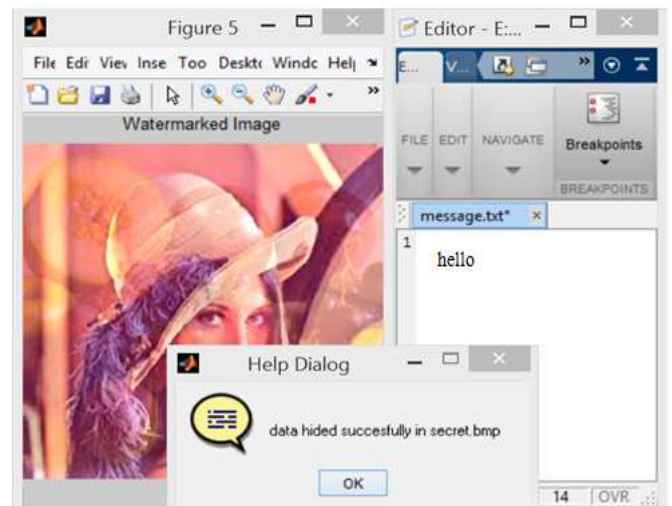 Figure 5
File Edi Viev Inse Too Deskto Windc Help
Watermarked Image
Editor - E:...
E... V...
FILE EDIT NAVIGATE Breakpoints
BREAKPOINTS
message.txt* ×
1
hello
Help Dialog
data hided succesfully in secret.bmp
OK
14 OVR